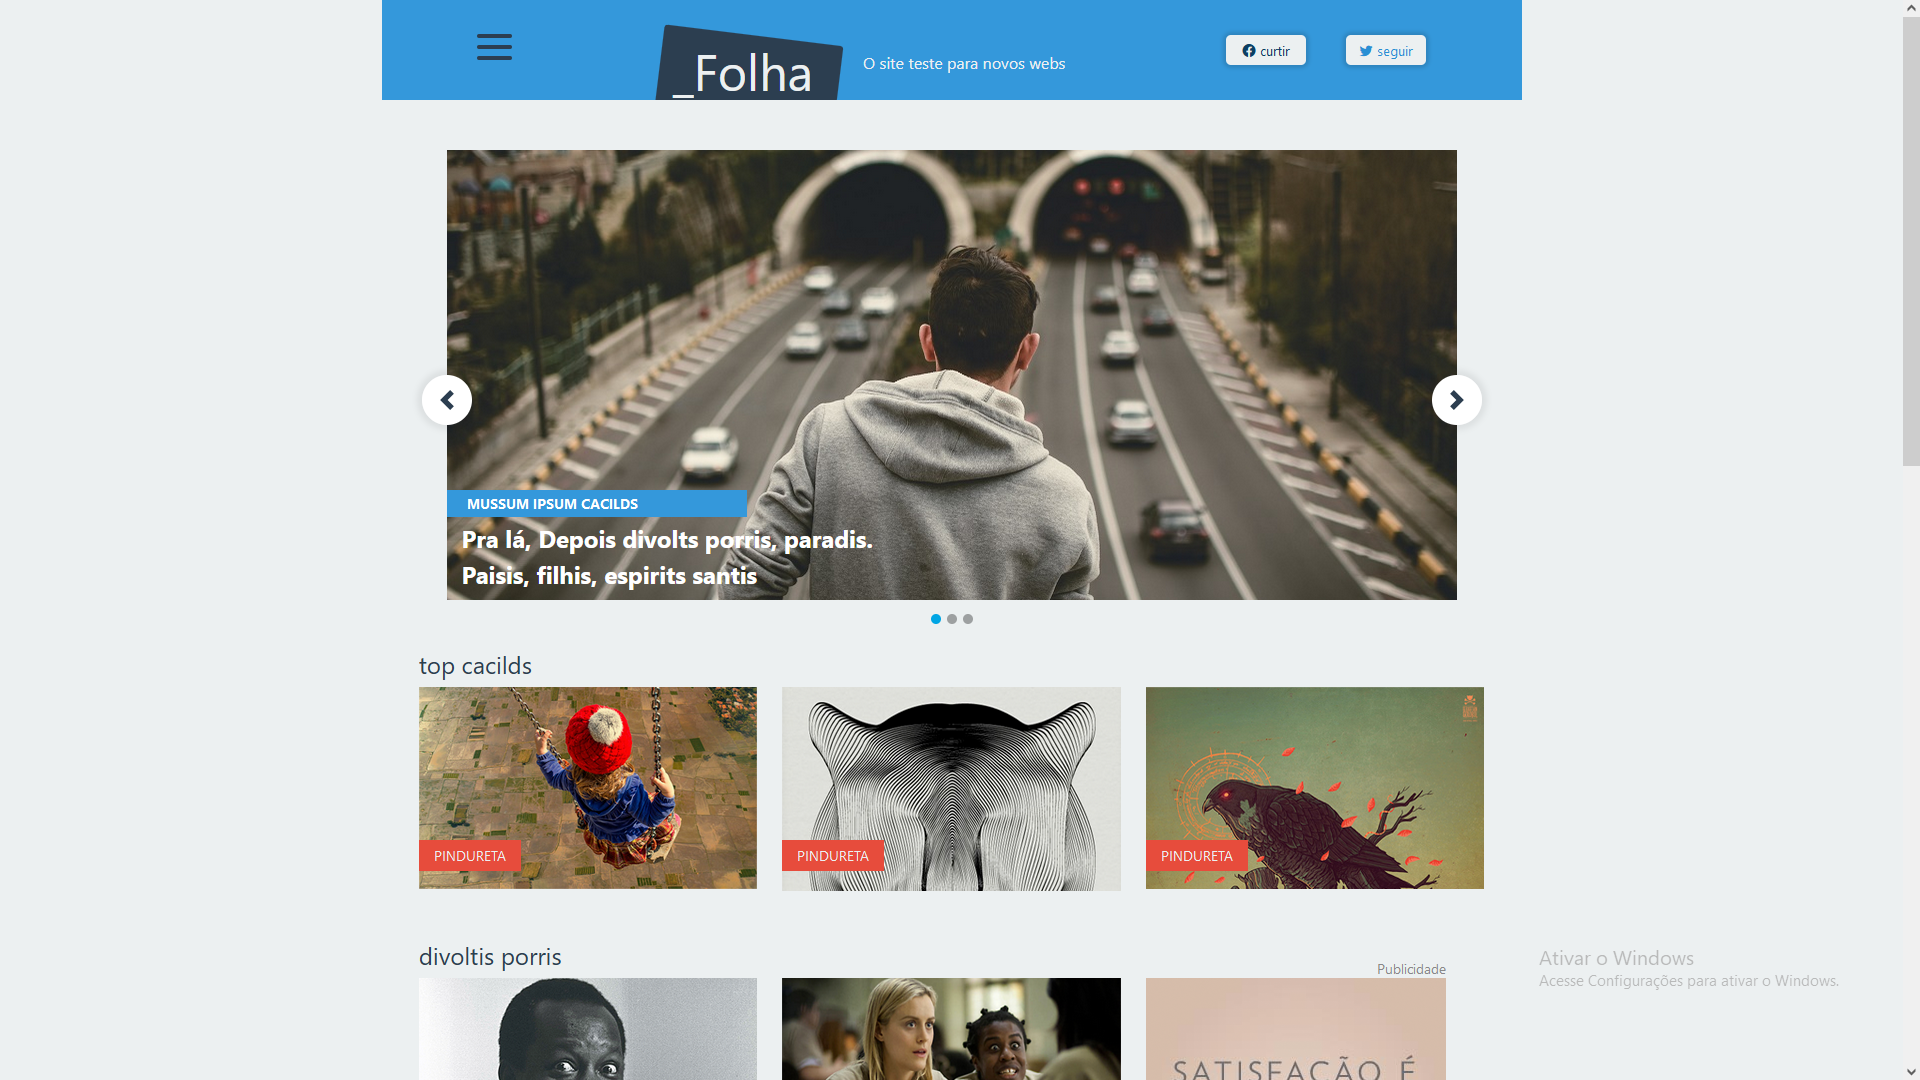 _Folha
O site teste para novos webs
curtir
seguir
MUSSUM IPSUM CACILDS
Pra lá, Depois divolts porris, paradis.
Paisis, filhis, espirits santis
top cacilds
PINDURETA
PINDURETA
PINDURETA
divoltis porris
Publicidade
SATISFAÇÃO É
Ativar o Windows
Acesse Configurações para ativar o Windows.